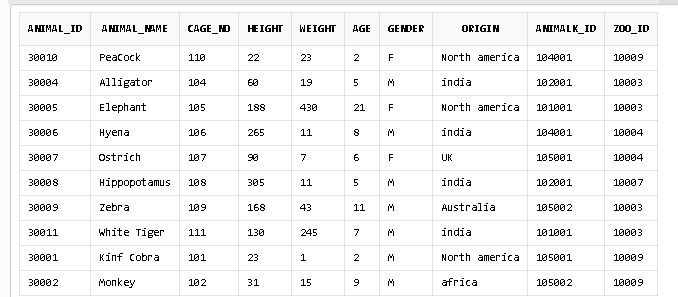 ANIMAL_ID ANIMAL_NAME CAGE_NO HEIGHT WEIGHT AGE GENDER ORIGIN ANIMALK_ID ZOO_ID
30010 PeaCock 110 22 23 2 F North america 104001 10009
30004 Alligator 104 60 19 5 M india 102001 10003
30005 Elephant 105 188 430 21 F North america 101001 10003
30006 Hyena 106 265 11 8 M india 104001 10004
30007 Ostrich 107 90 7 6 F UK 105001 10004
30008 Hippopotamus 108 305 11 5 M india 102001 10007
30009 Zebra 109 168 43 11 M Australia 105002 10003
30011 White Tiger 111 130 245 7 M india 101001 10003
30001 Kinf Cobra 101 23 1 2 M North america 105001 10009
30002 Monkey 102 31 15 9 M africa 105002 10009